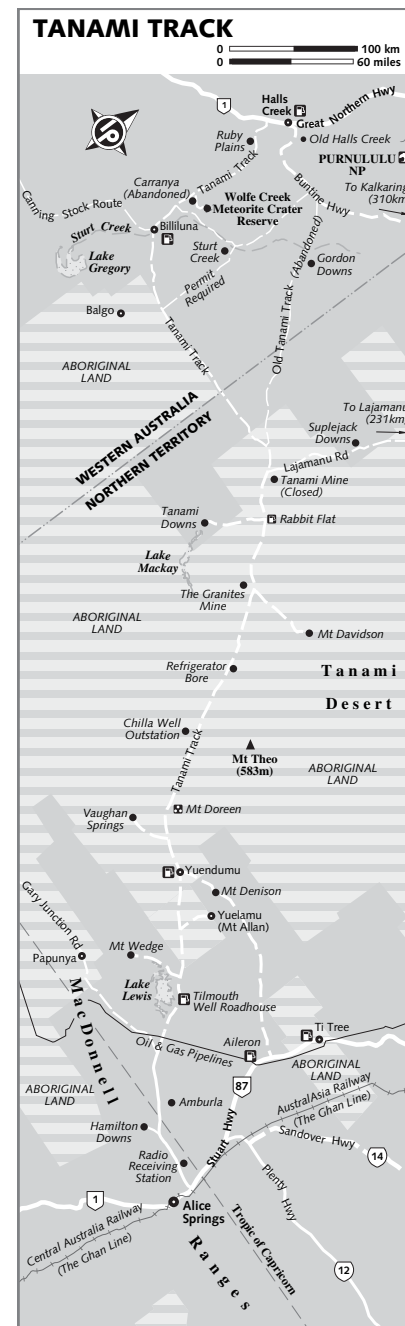 TANAMI TRACK
0 100 km
0 60 miles
1
Halls
Creek
Great Northern Hwy
Ruby
Plains
Old Halls Creek
PURNULULU
NP
Tanami Track
Carranya
(Abandoned)
Wolfe Creek
Meteorite Crater
Reserve
Buntine Hwy
To Kalkaring
(310km
Canning Stock Route
Sturt Creek
Billiluna
Sturt
Creek
Lake
Gregory
Permit
Required
Old Tanami Track (Abandoned)
Gordon
Downs
Balgo
Tanami Track
ABORIGINAL
LAND
WESTERN AUSTRALIA
NORTHERN TERRITORY
To Lajamanu
(231km
Suplejack
Downs
Lajamanu Rd
Tanami Mine
(Closed)
Tanami
Downs
Rabbit Flat
Lake
Mackay
The Granites
Mine
ABORIGINAL
LAND
Mt Davidson
Refrigerator
Bore
Tanami
Desert
Chilla Well
Outstation
Tanami Track
Mt Theo
(583m)
ABORIGINAL
LAND
Vaughan
Springs
Mt Doreen
Yuendumu
Mt Denison
Gary Junction Rd
Yuelamu
(Mt Allan)
Mt Wedge
Papunya
Lake
Lewis
Tilmouth
Well Roadhouse
MacDonnell
Oil & Gas Pipelines
Aileron
Ti Tree
ABORIGINAL
LAND
87
ABORIGINAL
LAND
Amburla
AustralAsia Railway
(The Ghan Line)
Hamilton
Downs
Stuart Hwy
Sandover Hwy
14
Radio
Receiving
Station
Plenty Hwy
1
Alice
Springs
Central Australia Railway
(The Ghan Line)
Ranges
Tropic of Capricorn
12